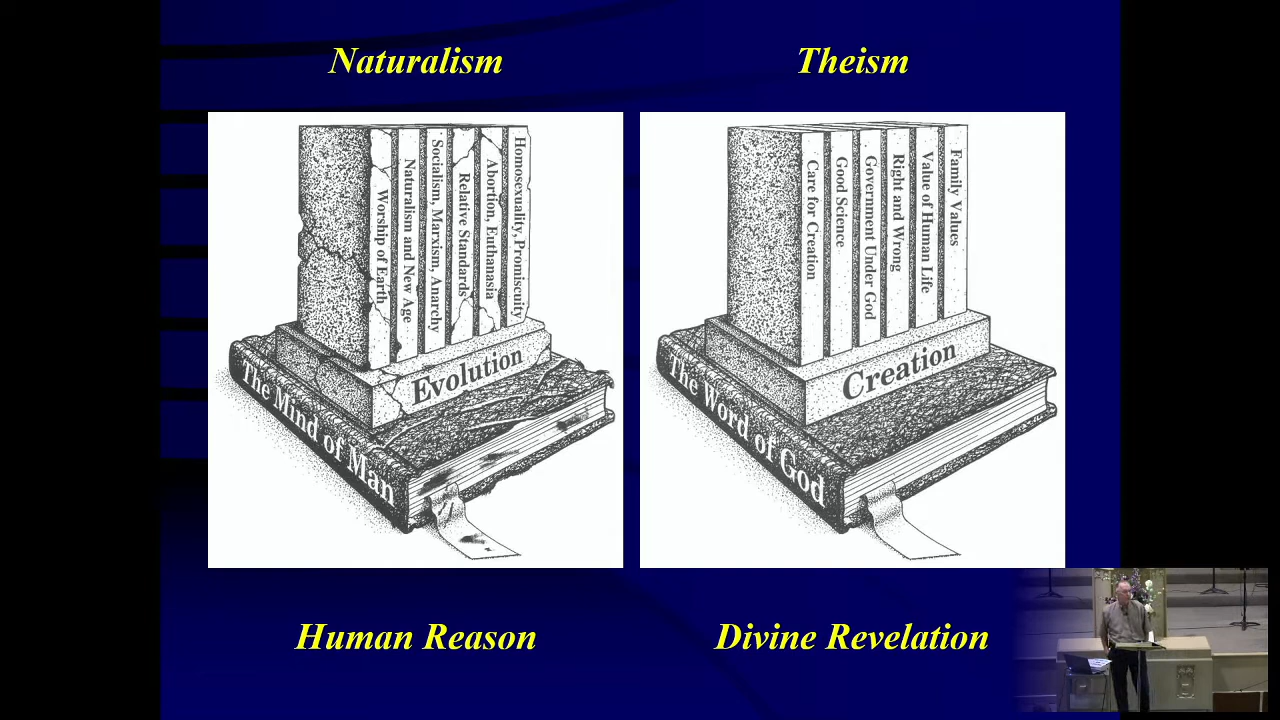 Naturalism
Theism
Worship of Earth
Naturalism and New Age
Socialism, Marxism, Anarchy
Relative Standards
Abortion, Euthanasia
Homosexuality, Promiscuity
Evolution
The Mind of Man
Care for Creation
Good Science
Government Under God
Right and Wrong
Value of Human Life
Family Values
Creation
The Word of God
Human Reason
Divine Revelation